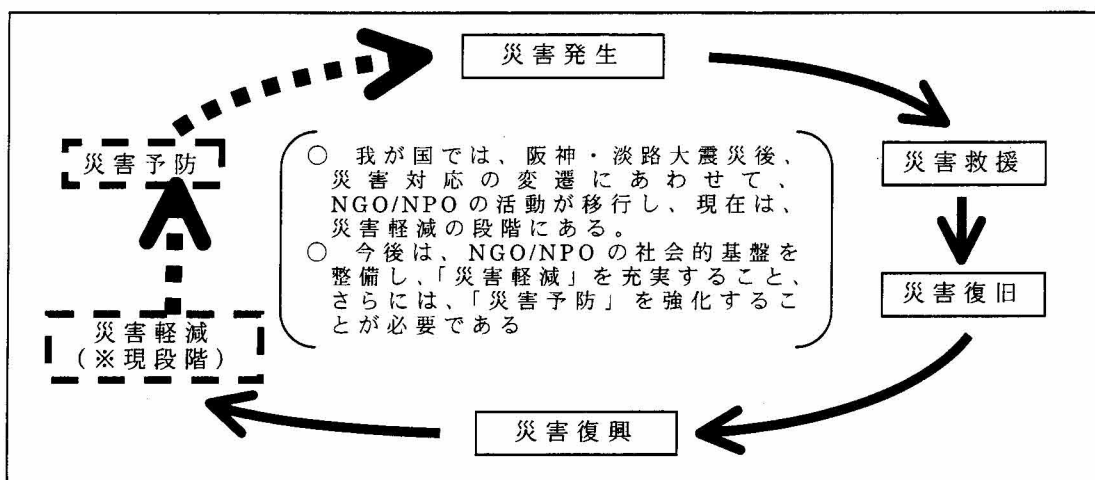 災害発生
災害予防
災害救援
○ 我が国では、阪神・淡路大震災後、
災害対応の変遷にあわせて、
NGO/NPOの活動が移行し、現在は、
災害軽減の段階にある。
○ 今後は、NGO/NPOの社会的基盤を
整備し、「災害軽減」を充実すること、
さらには、「災害予防」を強化するこ
とが必要である
災害復旧
災害軽減
(※現段階)
災害復興